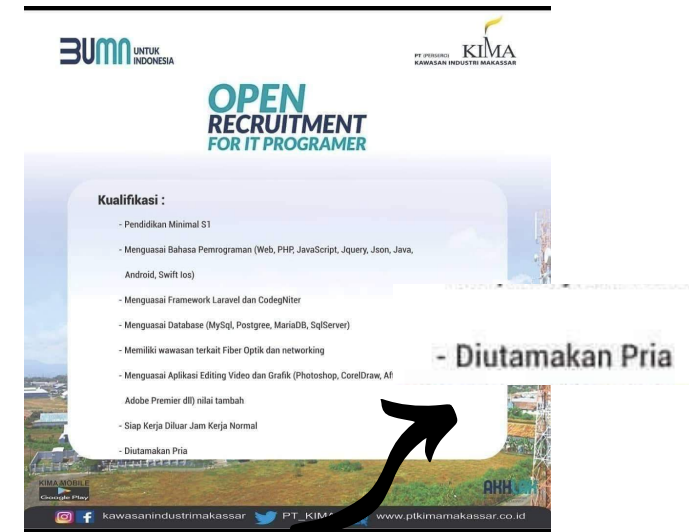 BUMN UNTUK
INDONESIA
PT (PERSERO) KIMA
KAWASAN INDUSTRI MAKASSAR
OPEN
RECRUITMENT
FOR IT PROGRAMER
Kualifikasi :
- Pendidikan Minimal S1
- Menguasai Bahasa Pemrograman (Web, PHP, JavaScript, Jquery, Json, Java,
Android, Swift Ios)
- Menguasai Framework Laravel dan CodegNiter
- Menguasai Database (MySql, Postgree, MariaDB, SqlServer)
- Memiliki wawasan terkait Fiber Optik dan networking
- Menguasai Aplikasi Editing Video dan Grafik (Photoshop, CorelDraw,
Adobe Premier dll) nilai tambah
- Siap Kerja Diluar Jam Kerja Normal
- Diutamakan Pria
- Diutamakan Pria
KIMA MOBILE
Google Play
kawasanindustrimakassar PT_KIMA www.ptkimamakassar.co.id